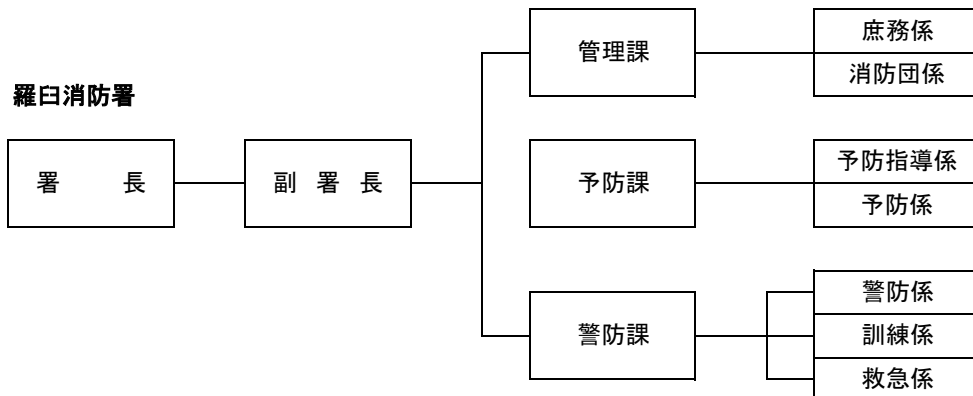 羅臼消防署
署長
副署長
管理課
庶務係
消防団係
予防課
予防指導係
予防係
警防課
警防係
訓練係
救急係